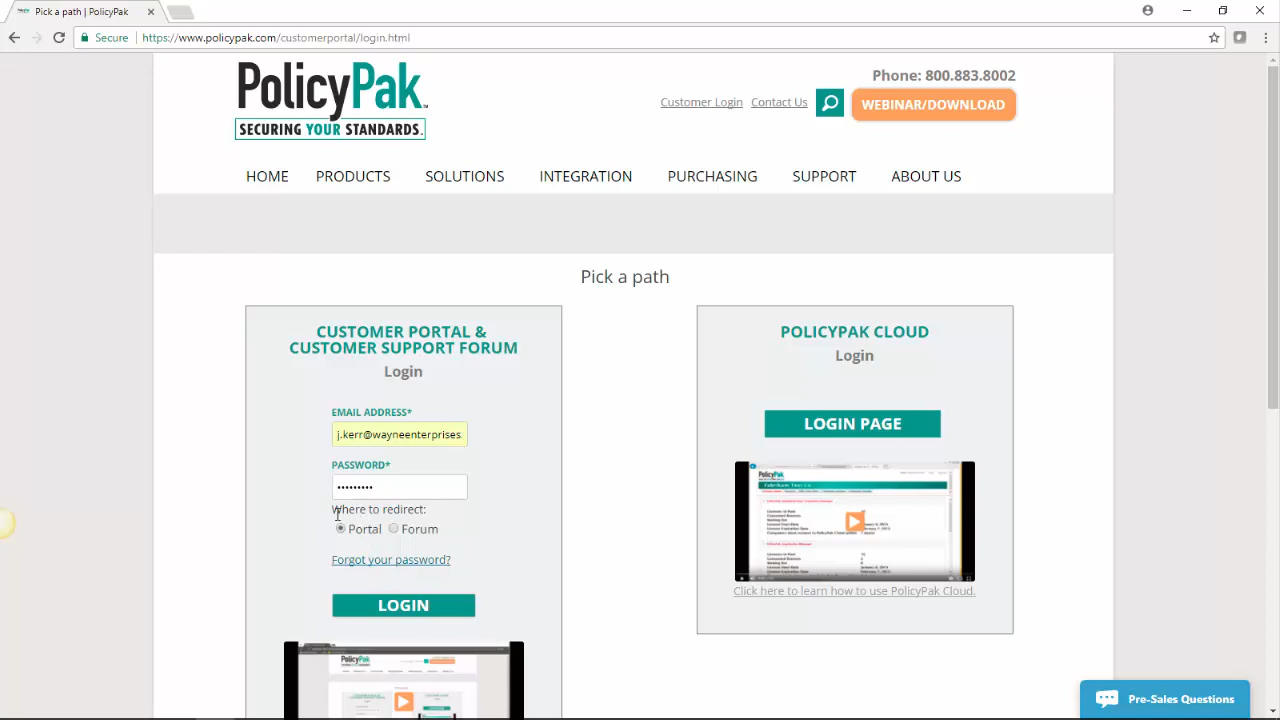 Pick a path | PolicyPak
Secure https://www.policypak.com/customerportal/login.html
PolicyPak™
SECURING YOUR STANDARDS.
Phone: 800.883.8002
Customer Login Contact Us WEBINAR/DOWNLOAD
HOME PRODUCTS SOLUTIONS INTEGRATION PURCHASING SUPPORT ABOUT US
Pick a path
CUSTOMER PORTAL &
CUSTOMER SUPPORT FORUM
Login
EMAIL ADDRESS*
j.kerr@wayneenterprises.
PASSWORD*
•••••••••
Where to redirect:
Portal Forum
Forgot your password?
LOGIN
PolicyPak
POLICYPAK CLOUD
Login
LOGIN PAGE
PolicyPak
Click here to learn how to use PolicyPak Cloud.
Pre-Sales Questions